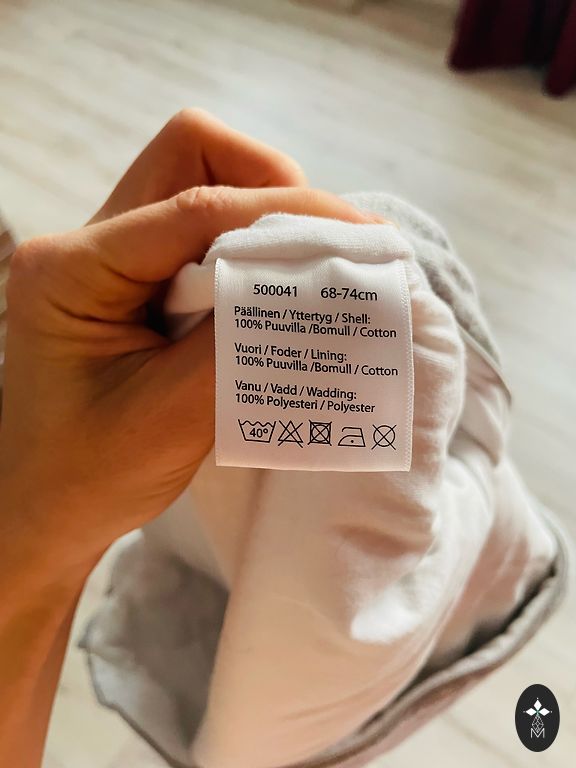 500041 68-74cm
Päällinen / Yttertyg / Shell:
100% Puuvilla /Bomull / Cotton
Vuori / Foder / Lining:
100% Puuvilla /Bomull / Cotton
Vanu / Vadd / Wadding:
100% Polyesteri / Polyester
40°
M